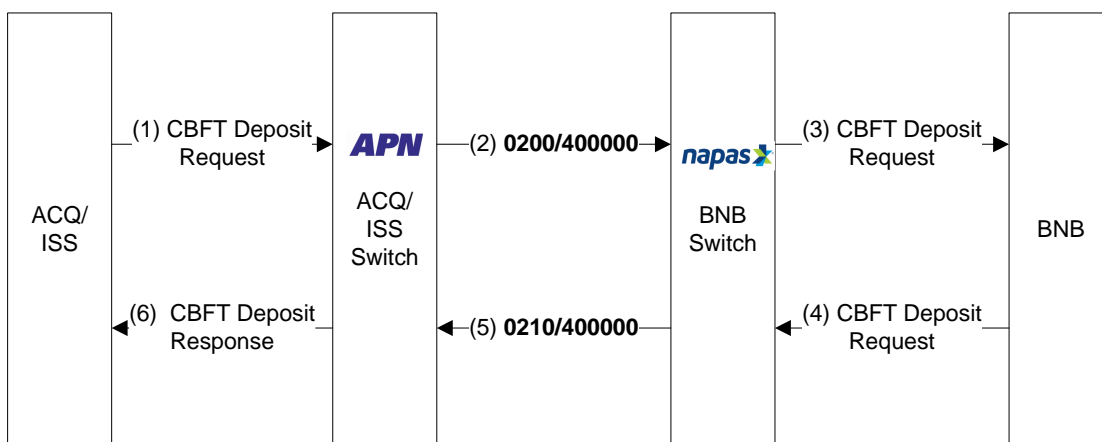 (1) CBFT Deposit
Request
APN
(2) 0200/400000
napas
(3) CBFT Deposit
Request
ACQ/
ISS
ACQ/
ISS
Switch
BNB
Switch
BNB
(6) CBFT Deposit
Response
(5) 0210/400000
(4) CBFT Deposit
Request